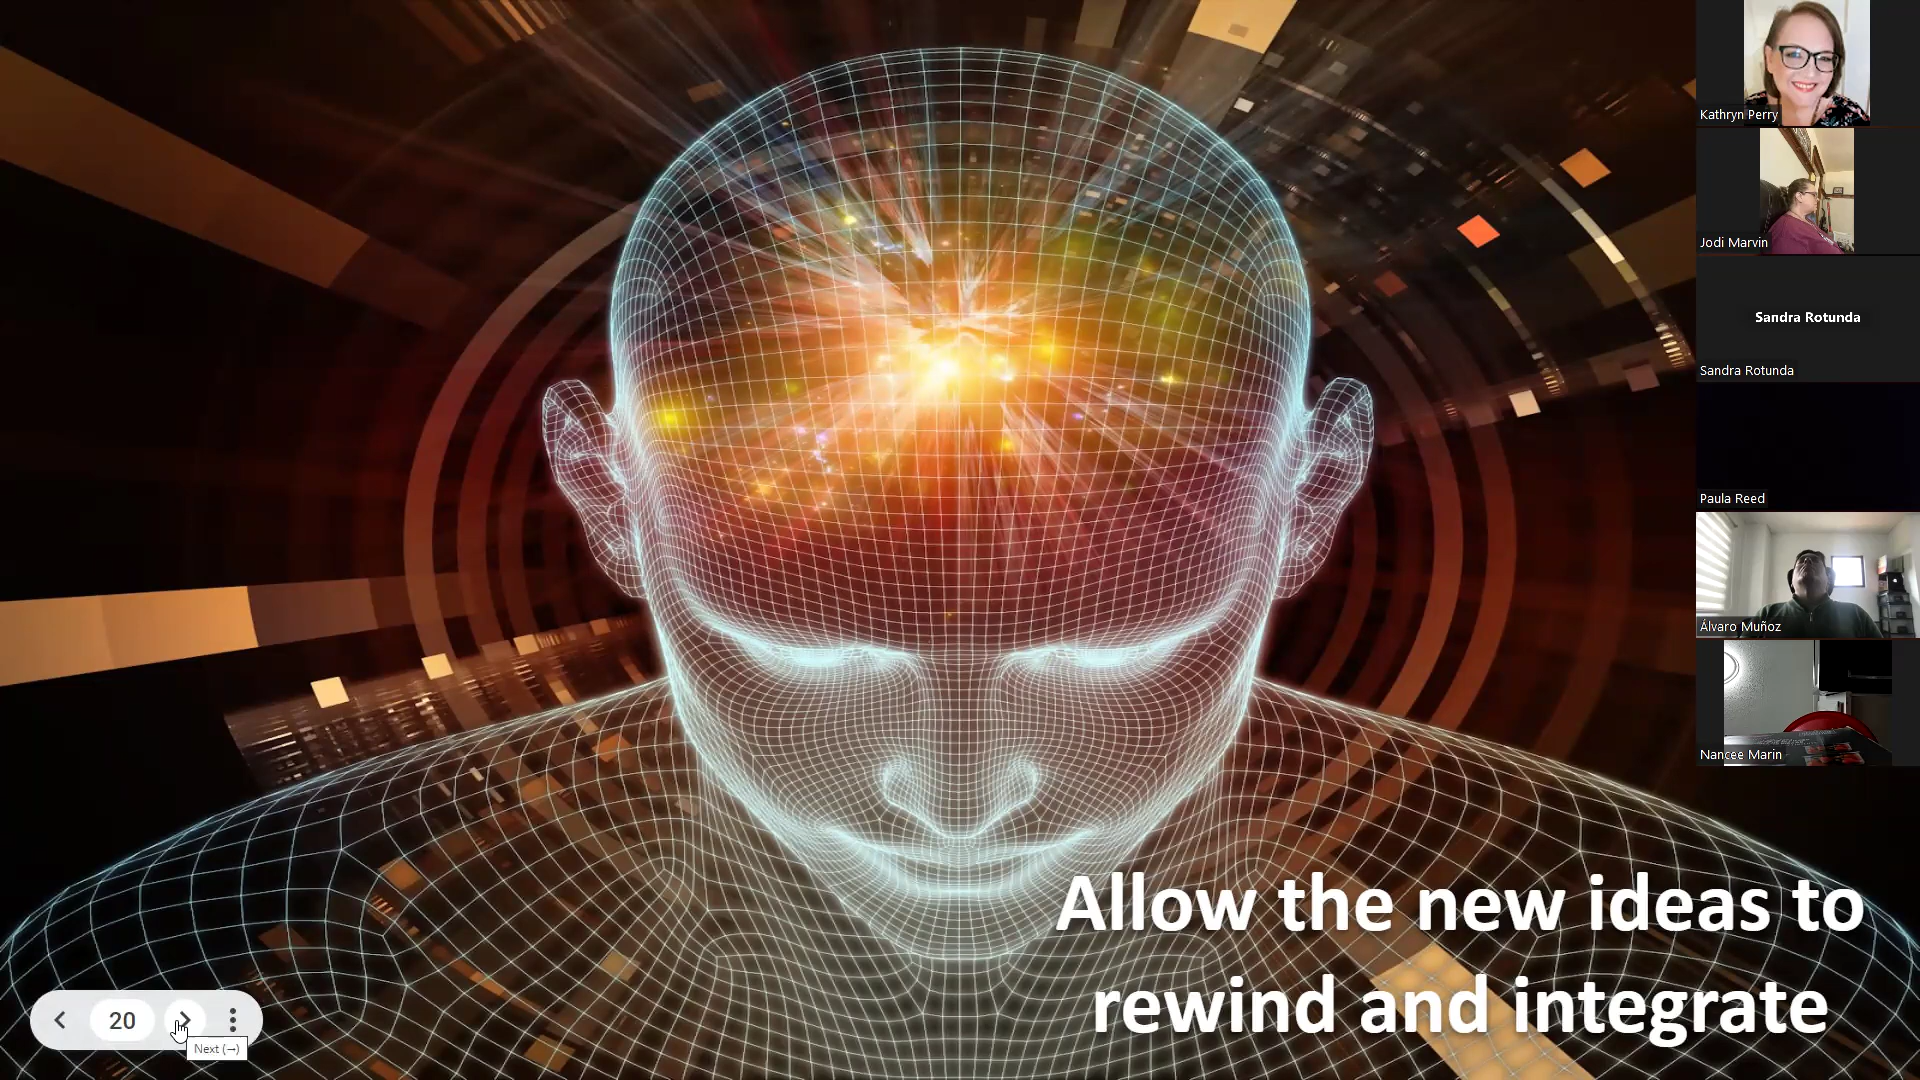 Kathryn Perry
Jodi Marvin
Sandra Rotunda
Sandra Rotunda
Paula Reed
Álvaro Muñoz
Nancee Marin
Allow the new ideas to
rewind and integrate
20
Next (→)